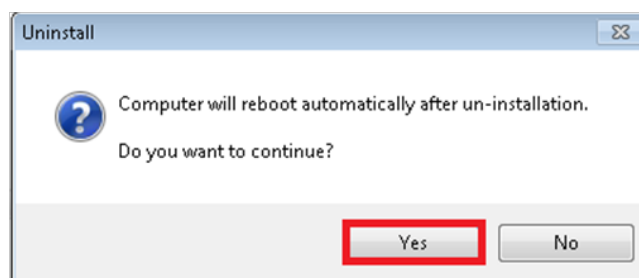 Uninstall
Computer will reboot automatically after un-installation.
Do you want to continue?
Yes
No